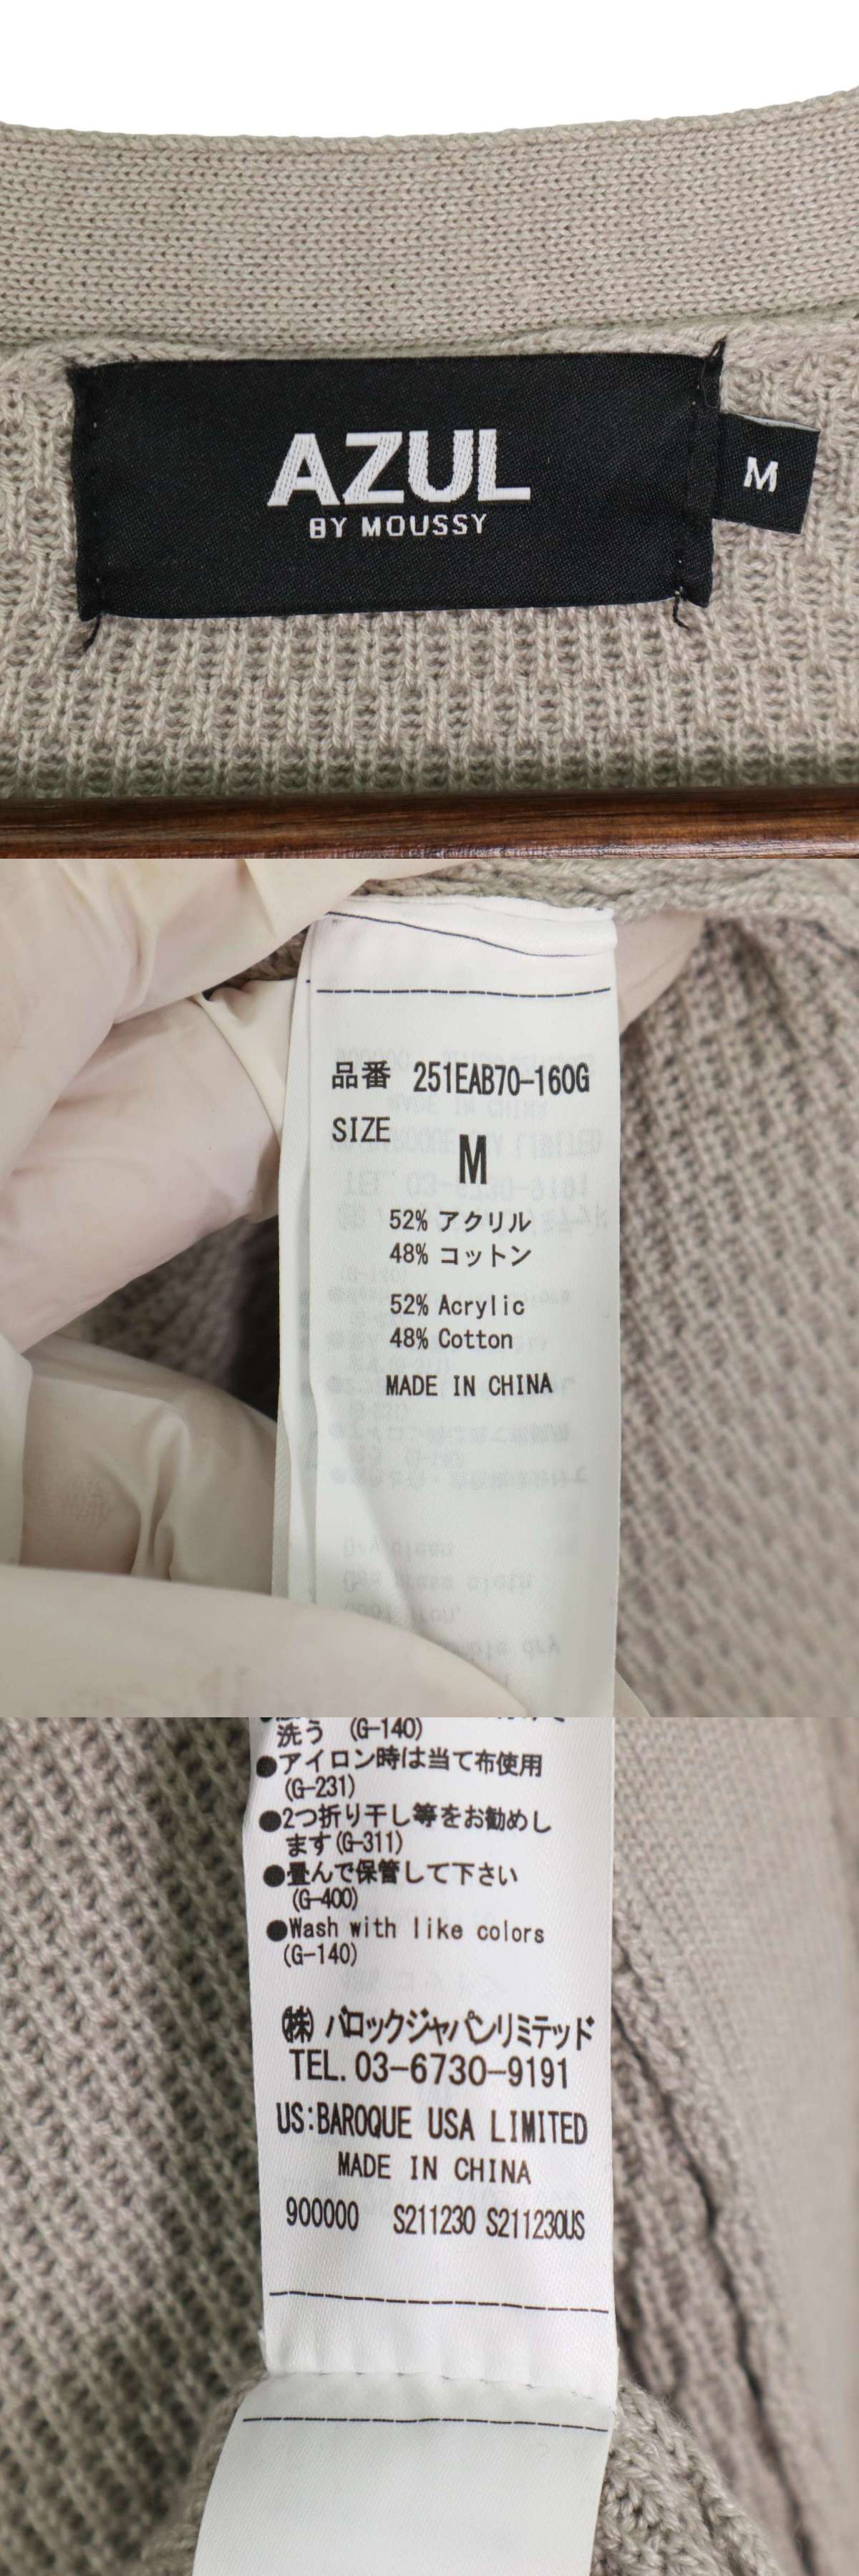 AZUL
BY MOUSSY
M
品番 251EAB70-160G
SIZE
M
52% アクリル
48% コットン
52% Acrylic
48% Cotton
MADE IN CHINA
洗う (G-140)
●アイロン時は当て布使用
(G-231)
●2つ折り干し等をお勧めし
ます(G-311)
●畳んで保管して下さい
(G-400)
●Wash with like colors
(G-140)
㈱ バロックジャパンリミテッド
TEL. 03-6730-9191
US:BAROQUE USA LIMITED
MADE IN CHINA
900000 S211230 S211230US